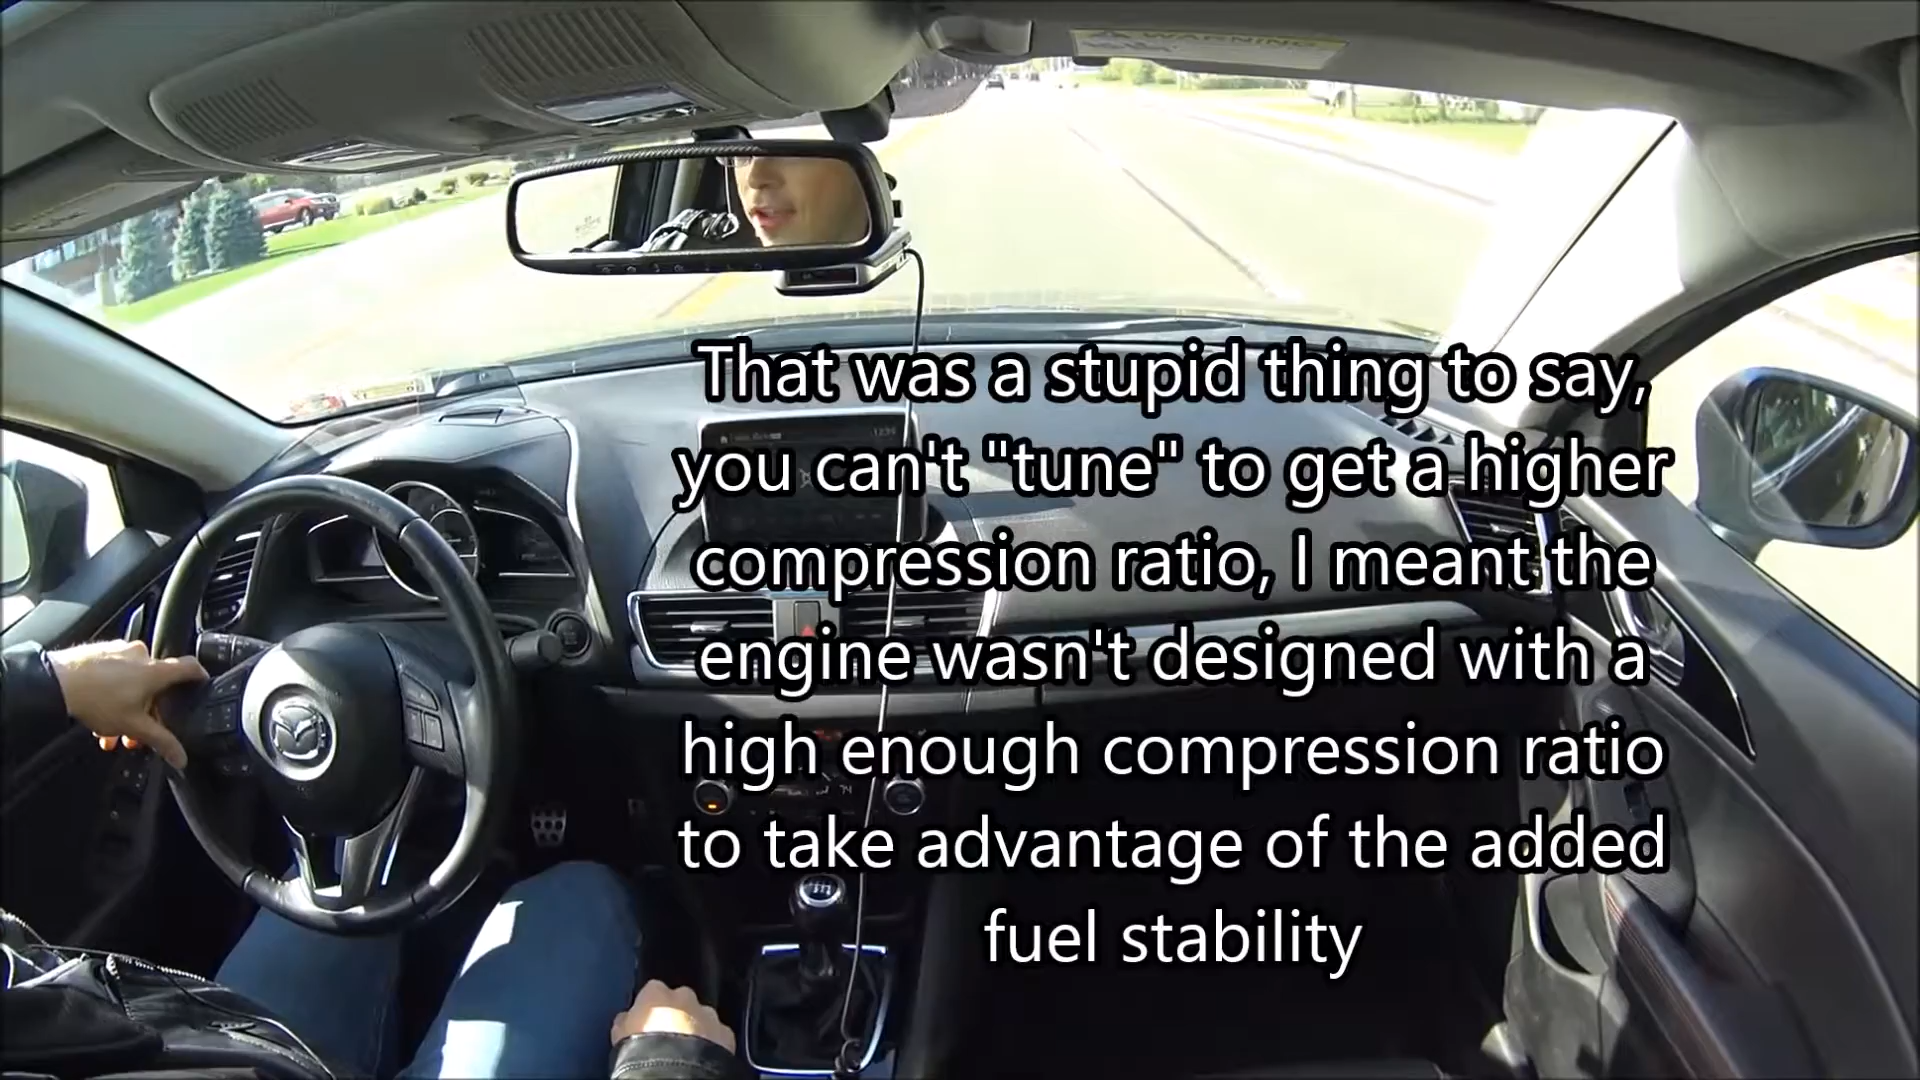 WARNING
That was a stupid thing to say,
you can't "tune" to get a higher
compression ratio, I meant the
engine wasn't designed with a
high enough compression ratio
to take advantage of the added
fuel stability